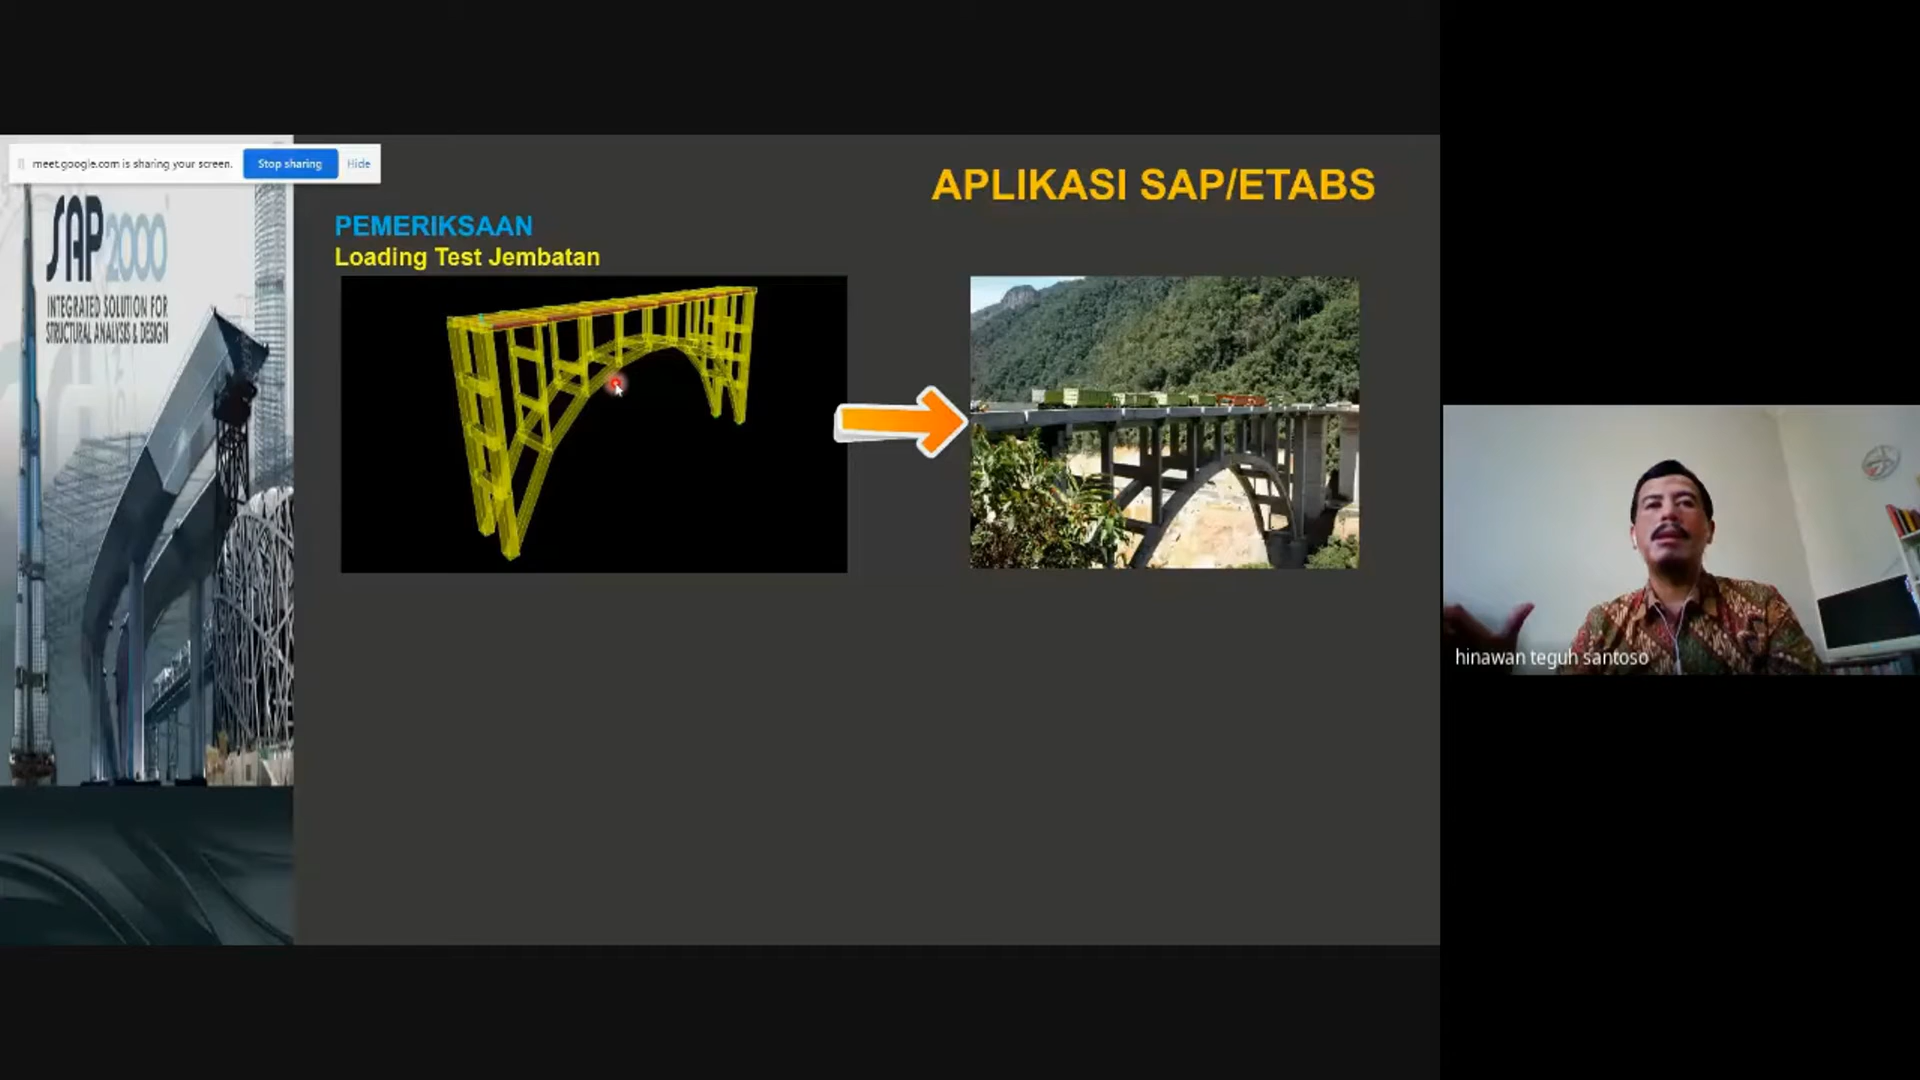 meet.google.com is sharing your screen.
Stop sharing
Hide
SAP2000
INTEGRATED SOLUTION FOR
STRUCTURAL ANALYSIS & DESIGN
APLIKASI SAP/ETABS
PEMERIKSAAN
Loading Test Jembatan
hinawan teguh santoso